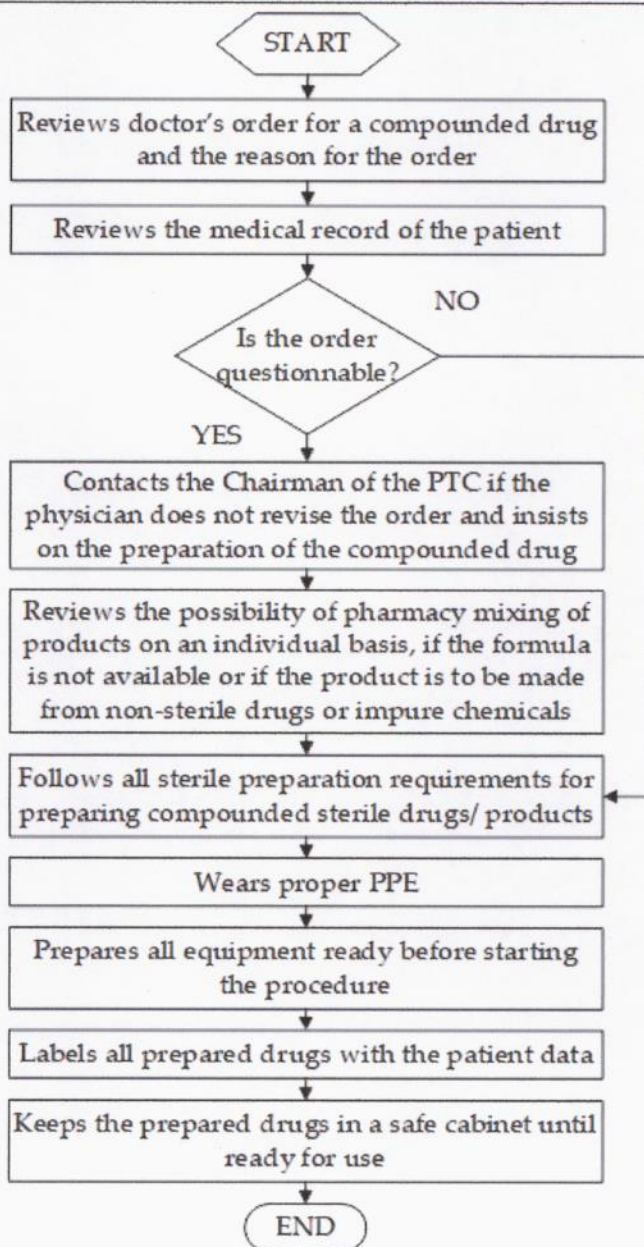 START
Reviews doctor's order for a compounded drug
and the reason for the order
Reviews the medical record of the patient
NO
Is the order
questionnable?
YES
Contacts the Chairman of the PTC if the
physician does not revise the order and insists
on the preparation of the compounded drug
Reviews the possibility of pharmacy mixing of
products on an individual basis, if the formula
is not available or if the product is to be made
from non-sterile drugs or impure chemicals
Follows all sterile preparation requirements for
preparing compounded sterile drugs/ products
Wears proper PPE
Prepares all equipment ready before starting
the procedure
Labels all prepared drugs with the patient data
Keeps the prepared drugs in a safe cabinet until
ready for use
END